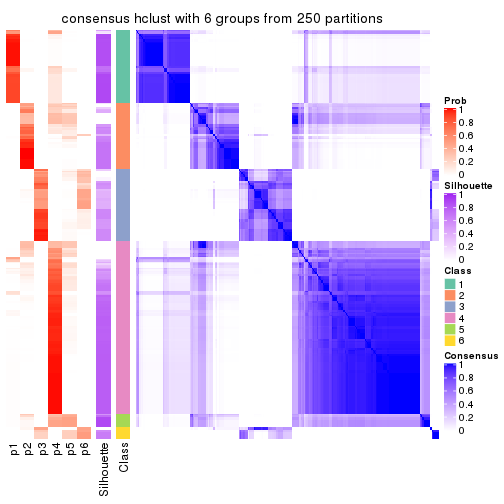 consensus hclust with 6 groups from 250 partitions
Prob
1
0.8
0.6
0.4
0.2
0
Silhouette
1
0.8
0.6
0.4
0.2
0
Class
1
2
3
4
5
6
Consensus
1
0.8
0.6
0.4
0.2
0
p1
p2
p3
p4
p5
p6
Silhouette
Class